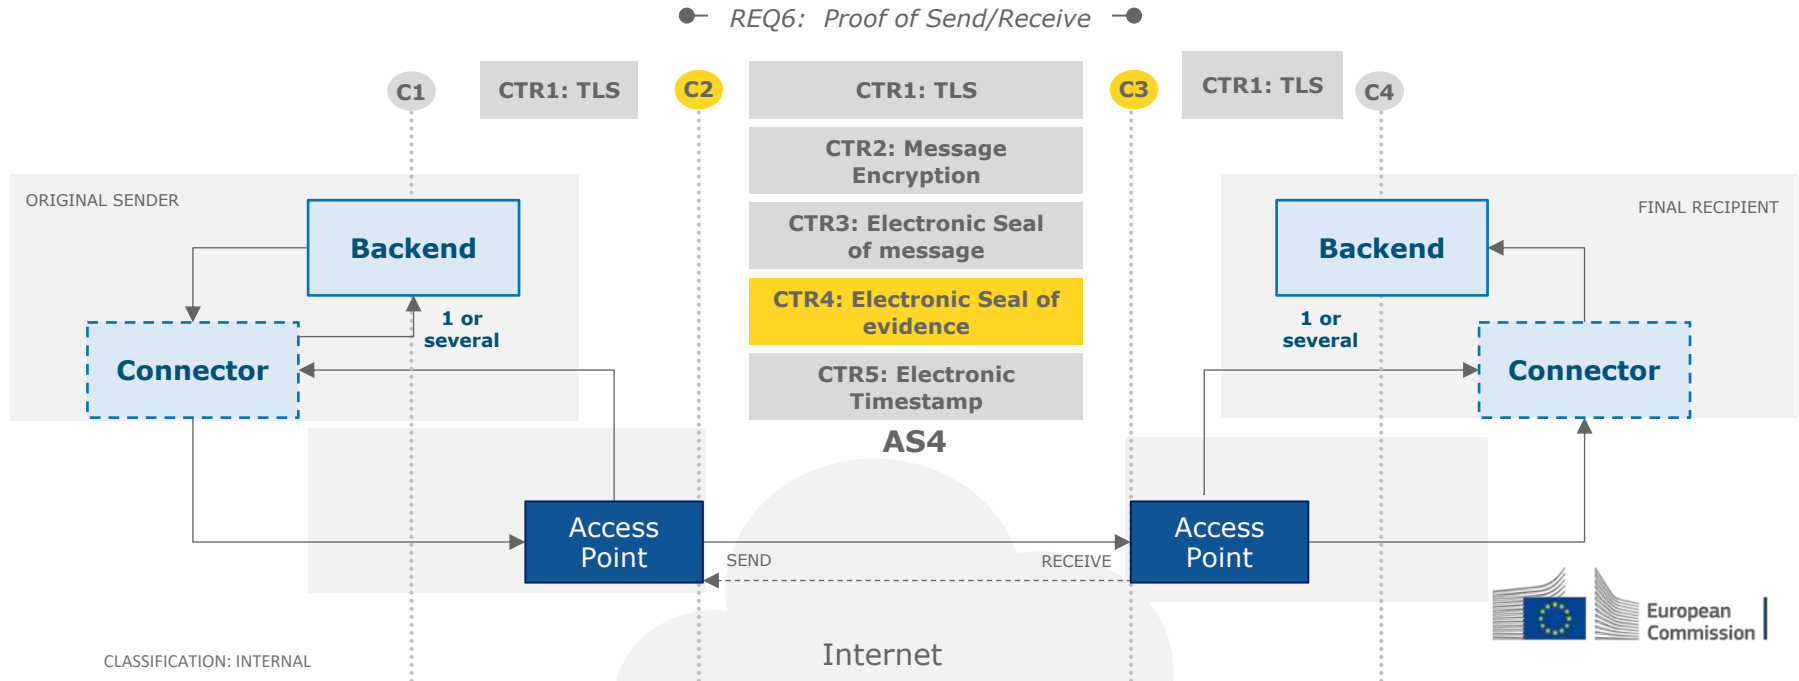 REQ6: Proof of Send/Receive
C1
CTR1: TLS
C2
CTR1: TLS
C3
CTR1: TLS
C4
CTR2: Message
Encryption
ORIGINAL SENDER
FINAL RECIPIENT
CTR3: Electronic Seal
of message
Backend
Backend
CTR4: Electronic Seal of
evidence
1 or
several
1 or
several
Connector
Connector
CTR5: Electronic
Timestamp
AS4
Access
Point
Access
Point
SEND
RECEIVE
European
Commission
Internet
CLASSIFICATION: INTERNAL